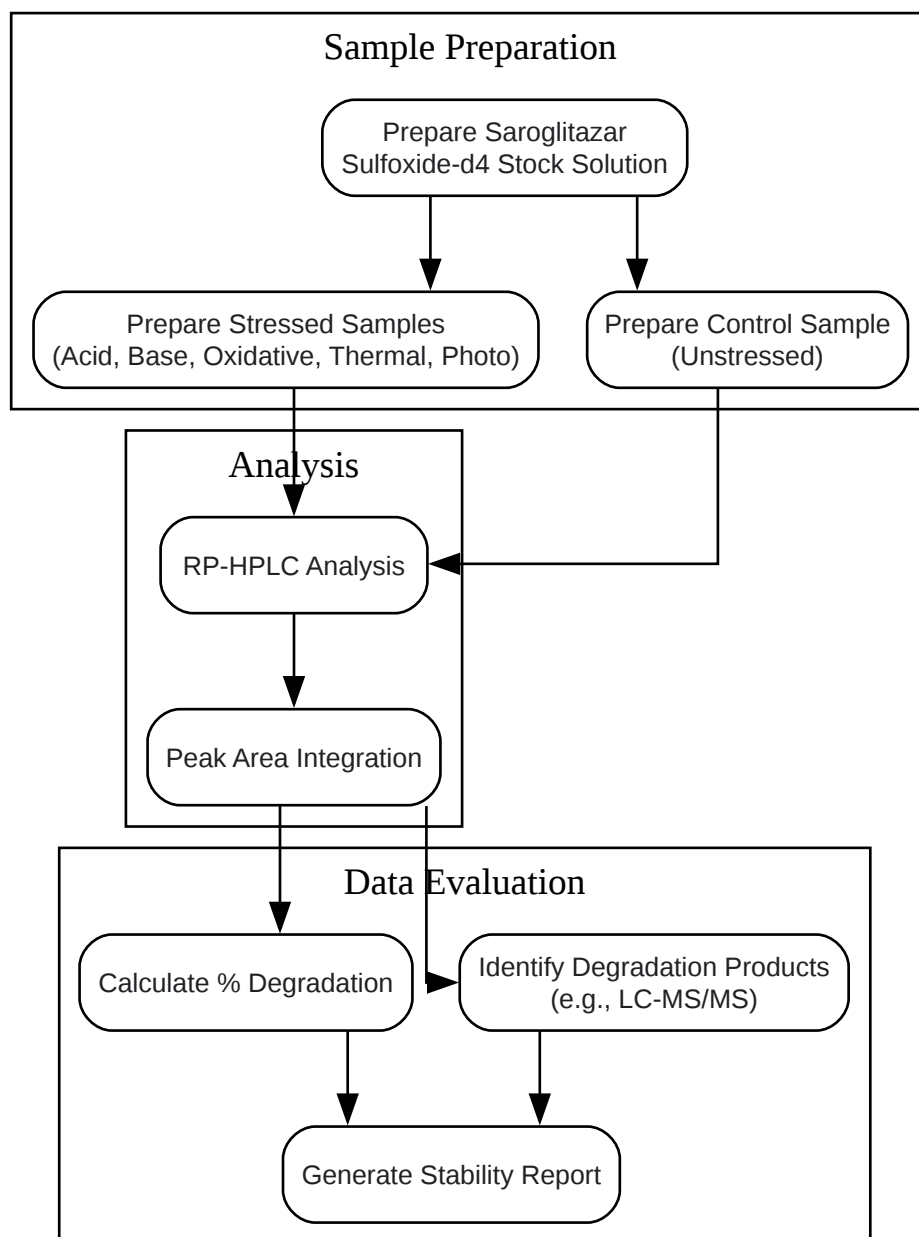 Sample Preparation
Prepare Saroglitazar
Sulfoxide-d4 Stock Solution
Prepare Stressed Samples
(Acid, Base, Oxidative, Thermal, Photo)
Prepare Control Sample
(Unstressed)
Analysis
RP-HPLC Analysis
Peak Area Integration
Data Evaluation
Calculate % Degradation
Identify Degradation Products
(e.g., LC-MS/MS)
Generate Stability Report